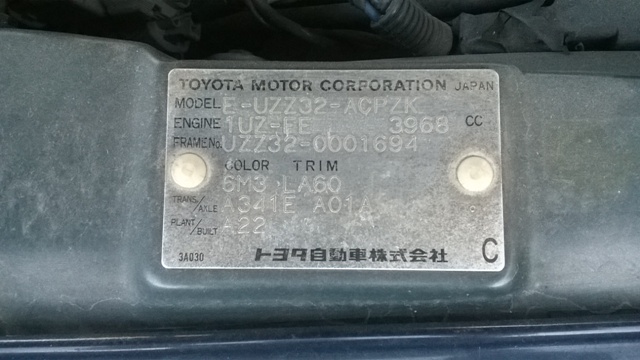 TOYOTA MOTOR CORPORATION JAPAN
MODEL E-UZZ32-ACPZK
ENGINE 1UZ-FE 3968 CC
FRAME No. UZZ32-0001694
COLOR TRIM
6M3 LA60
TRANS/AXLE A341E A01A
PLANT/BUILT A22
3A030 トヨタ自動車株式会社 C